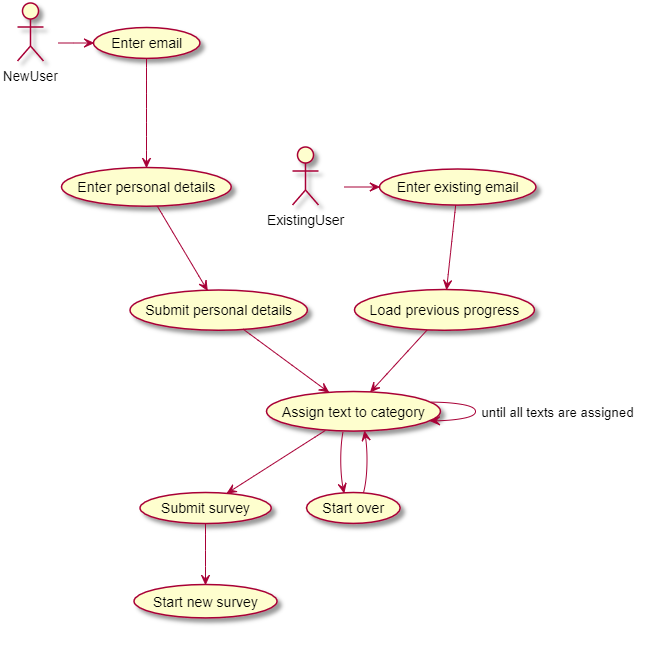 Enter email
NewUser
Enter personal details
Enter existing email
ExistingUser
Submit personal details
Load previous progress
Assign text to category
until all texts are assigned
Submit survey
Start over
Start new survey